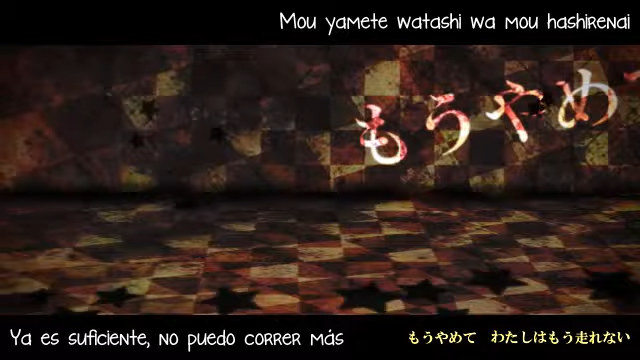 Mou yamete watashi wa mou hashirenai
もうやめ
Ya es suficiente, no puedo correr más
もうやめて　わたしはもう走れない